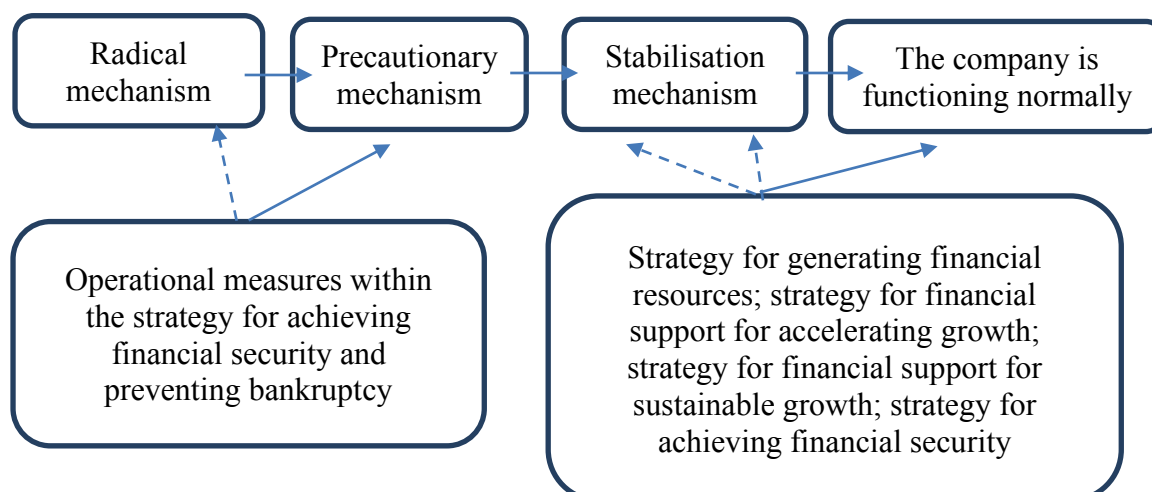 Radical
mechanism
Precautionary
mechanism
Stabilisation
mechanism
The company is
functioning normally
Operational measures within
the strategy for achieving
financial security and
preventing bankruptcy
Strategy for generating financial
resources; strategy for financial
support for accelerating growth;
strategy for financial support for
sustainable growth; strategy for
achieving financial security